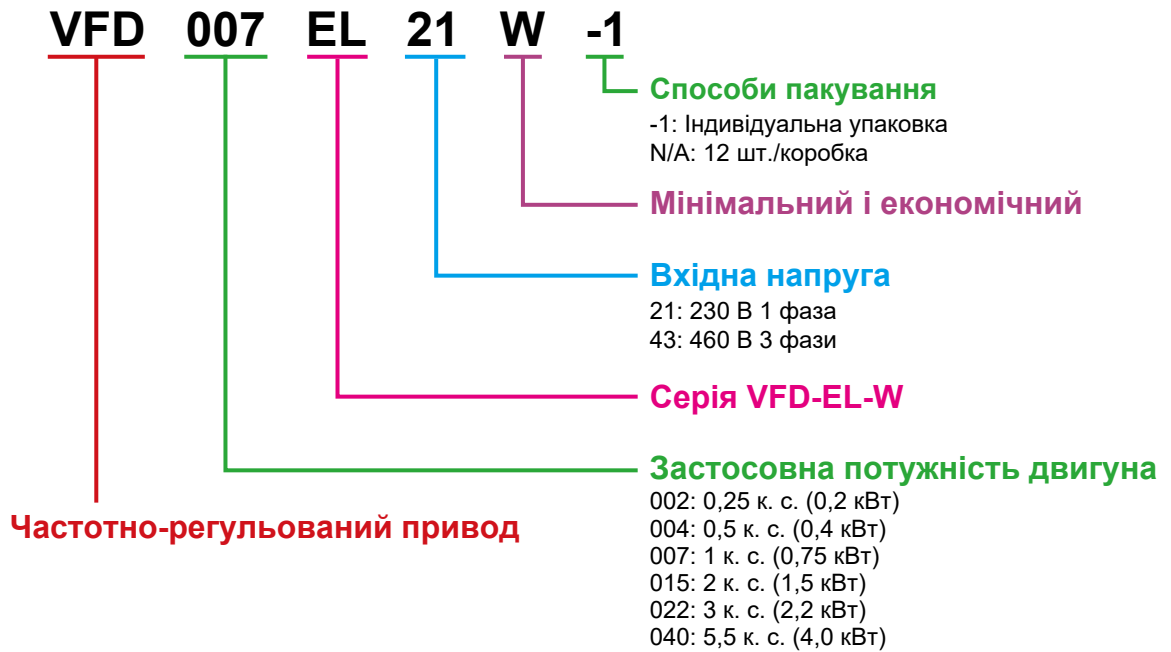 VFD 007 EL 21 W -1
Способи пакування
-1: Індивідуальна упаковка
N/A: 12 шт./коробка
Мінімальний і економічний
Вхідна напруга
21: 230 В 1 фаза
43: 460 В 3 фази
Серія VFD-EL-W
Застосовна потужність двигуна
002: 0,25 к. с. (0,2 кВт)
004: 0,5 к. с. (0,4 кВт)
007: 1 к. с. (0,75 кВт)
015: 2 к. с. (1,5 кВт)
022: 3 к. с. (2,2 кВт)
040: 5,5 к. с. (4,0 кВт)
Частотно-регульований привод